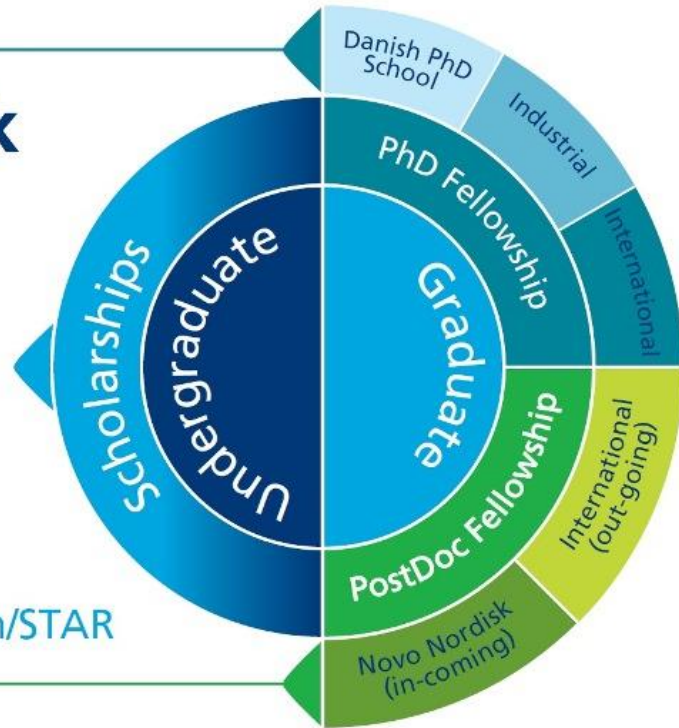 Danish PhD
School
Industrial
International
PhD Fellowship
Graduate
Undergraduate
Scholarships
PostDoc Fellowship
International
(out-going)
Novo Nordisk
(in-coming)
/STAR